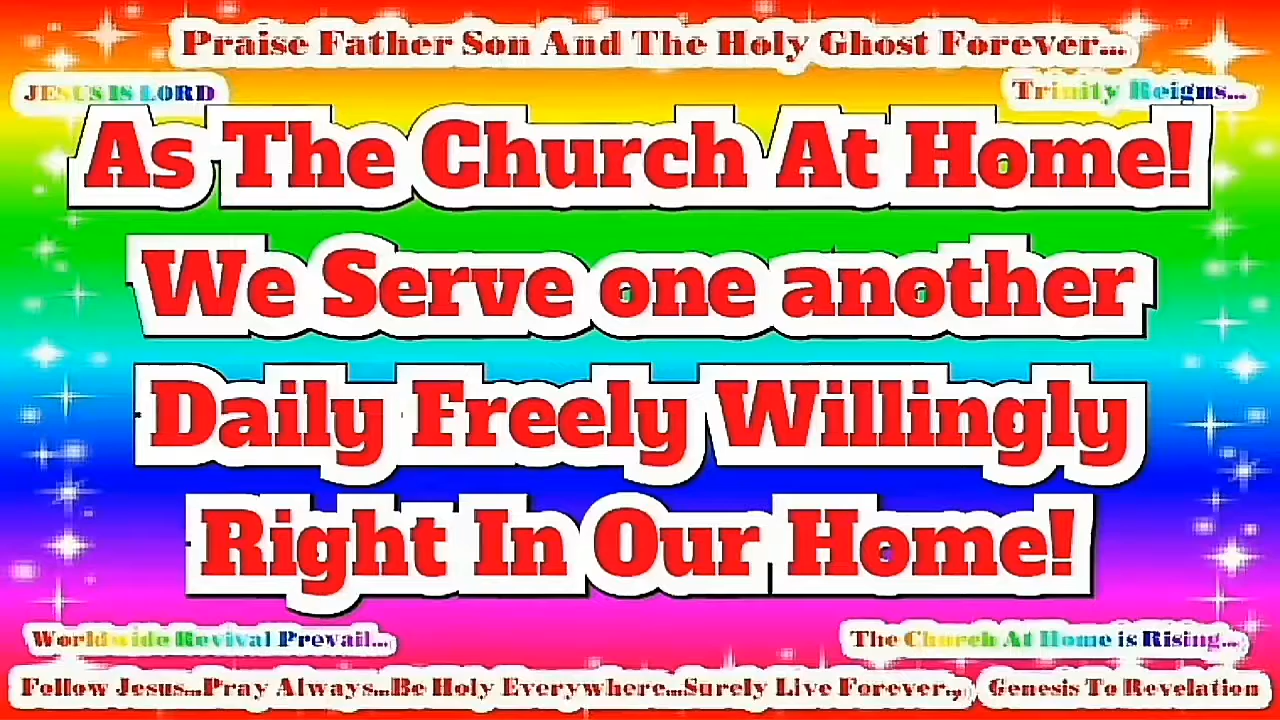 Praise Father Son And The Holy Ghost Forever...
JESUS IS LORD
Trinity Reigns...
As The Church At Home!
We Serve one another
Daily Freely Willingly
Right In Our Home!
Worldwide Revival Prevail...
The Church At Home is Rising...
Follow Jesus...Pray Always...Be Holy Everywhere...Surely Live Forever.,, Genesis To Revelation